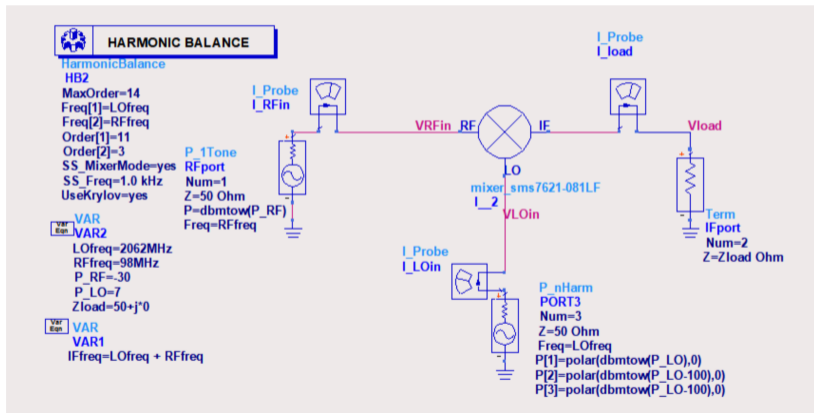 HARMONIC BALANCE
HarmonicBalance
HB2
MaxOrder=14
Freq[1]=LOfreq
Freq[2]=RFfreq
Order[1]=11
Order[2]=3
SS_MixerMode=yes
SS_Freq=1.0 kHz
UseKrylov=yes
Var
Eqn
VAR
VAR2
LOfreq=2062MHz
RFfreq=98MHz
P_RF=-30
P_LO=7
Zload=50+j*0
Var
Eqn
VAR
VAR1
IFfreq=LOfreq + RFfreq
I_Probe
I_RFin
P_1Tone
RFport
Num=1
Z=50 Ohm
P=dbmtow(P_RF)
Freq=RFfreq
VRFin
RF
IF
LO
mixer_sms7621-081LF
I__2
VLOin
I_Probe
I_LOin
P_nHarm
PORT3
Num=3
Z=50 Ohm
Freq=LOfreq
P[1]=polar(dbmtow(P_LO),0)
P[2]=polar(dbmtow(P_LO-100),0)
P[3]=polar(dbmtow(P_LO-100),0)
I_Probe
I_load
Vload
Term
IFport
Num=2
Z=Zload Ohm